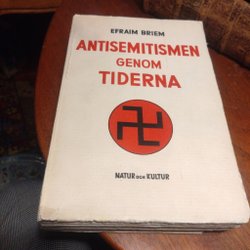 EFRAIM BRIEM
ANTISEMITISMEN
GENOM
TIDERNA
NATUR OCH KULTUR